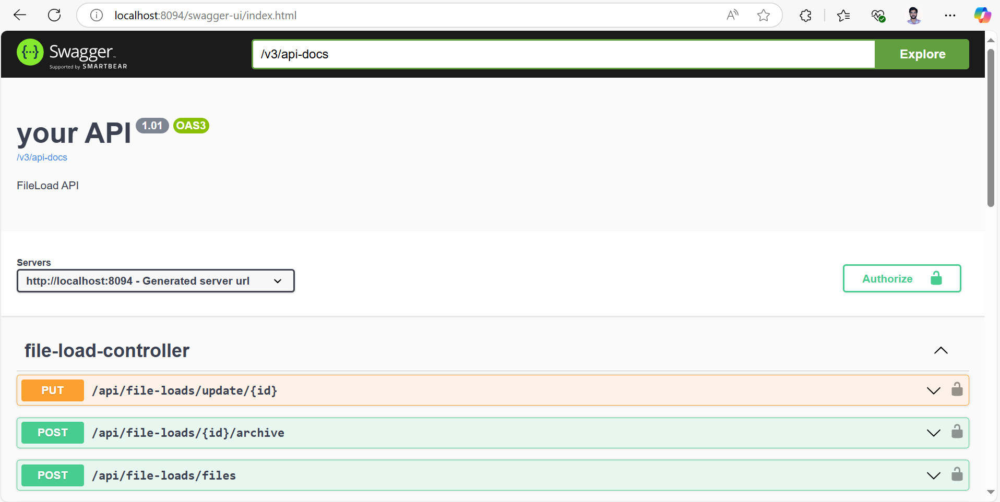 localhost:8094/swagger-ui/index.html
Swagger
Supported by SMARTBEAR
/v3/api-docs
Explore
your API 1.01 OAS3
/v3/api-docs
FileLoad API
Servers
http://localhost:8094 - Generated server url
Authorize
file-load-controller
PUT /api/file-loads/update/{id}
POST /api/file-loads/{id}/archive
POST /api/file-loads/files